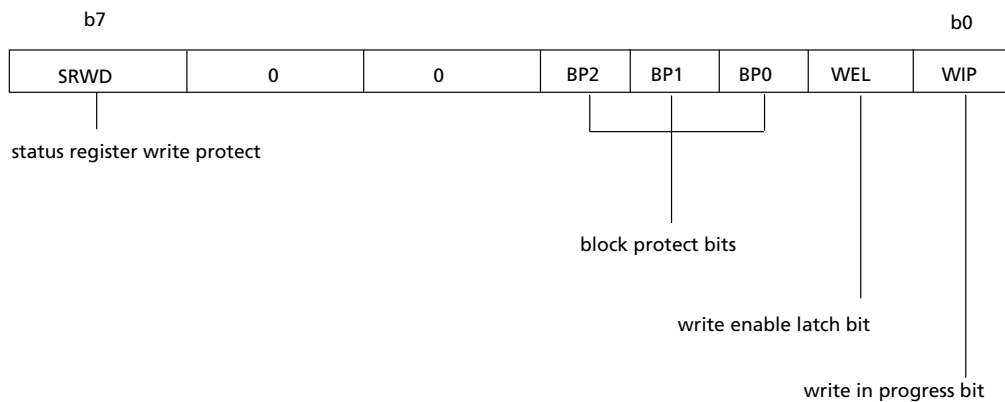 b7 b0
SRWD 0 0 BP2 BP1 BP0 WEL WIP
status register write protect
block protect bits
write enable latch bit
write in progress bit